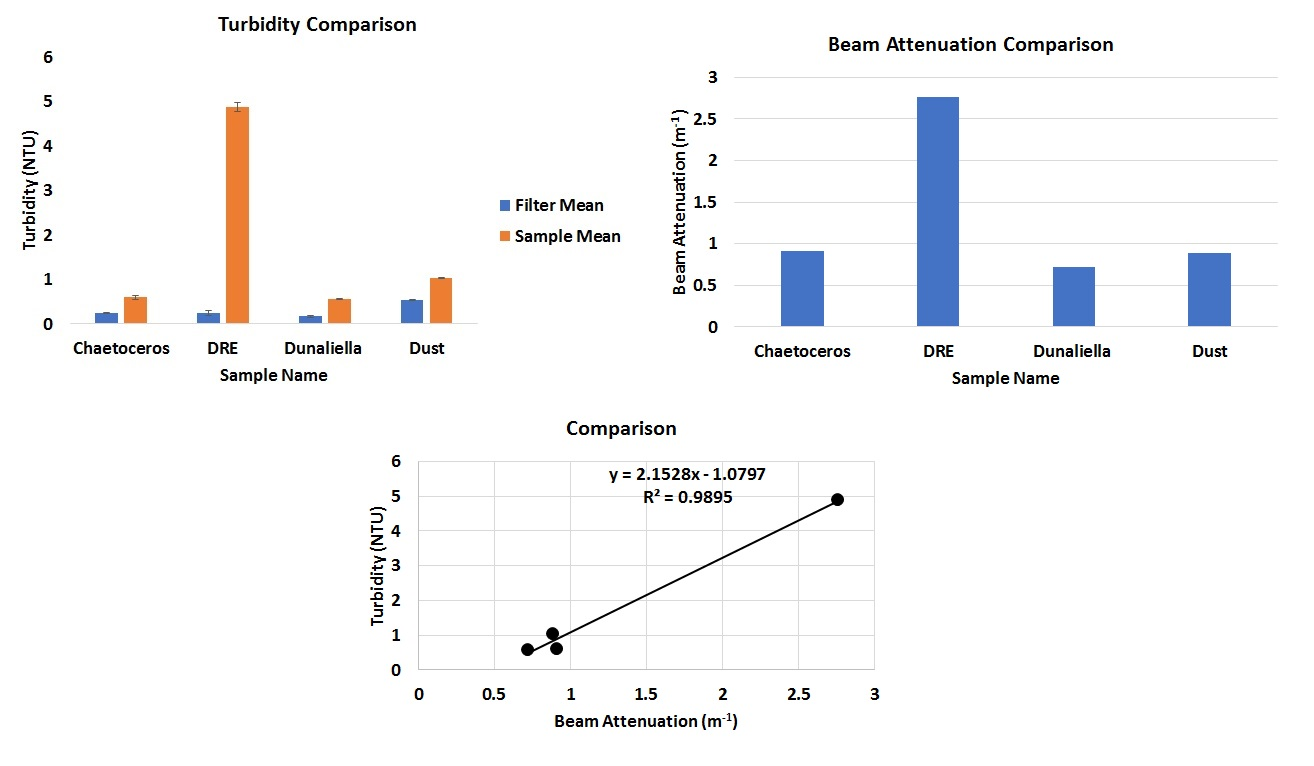 Turbidity Comparison
6
5
4
3
2
1
0
Turbidity (NTU)
Chaetoceros DRE Dunaliella Dust
Sample Name
Filter Mean
Sample Mean
Beam Attenuation Comparison
3
2.5
2
1.5
1
0.5
0
Beam Attenuation (m⁻¹)
Chaetoceros DRE Dunaliella Dust
Sample Name
Comparison
y = 2.1528x - 1.0797
R² = 0.9895
6
5
4
3
2
1
0
Turbidity (NTU)
0 0.5 1 1.5 2 2.5 3
Beam Attenuation (m⁻¹)